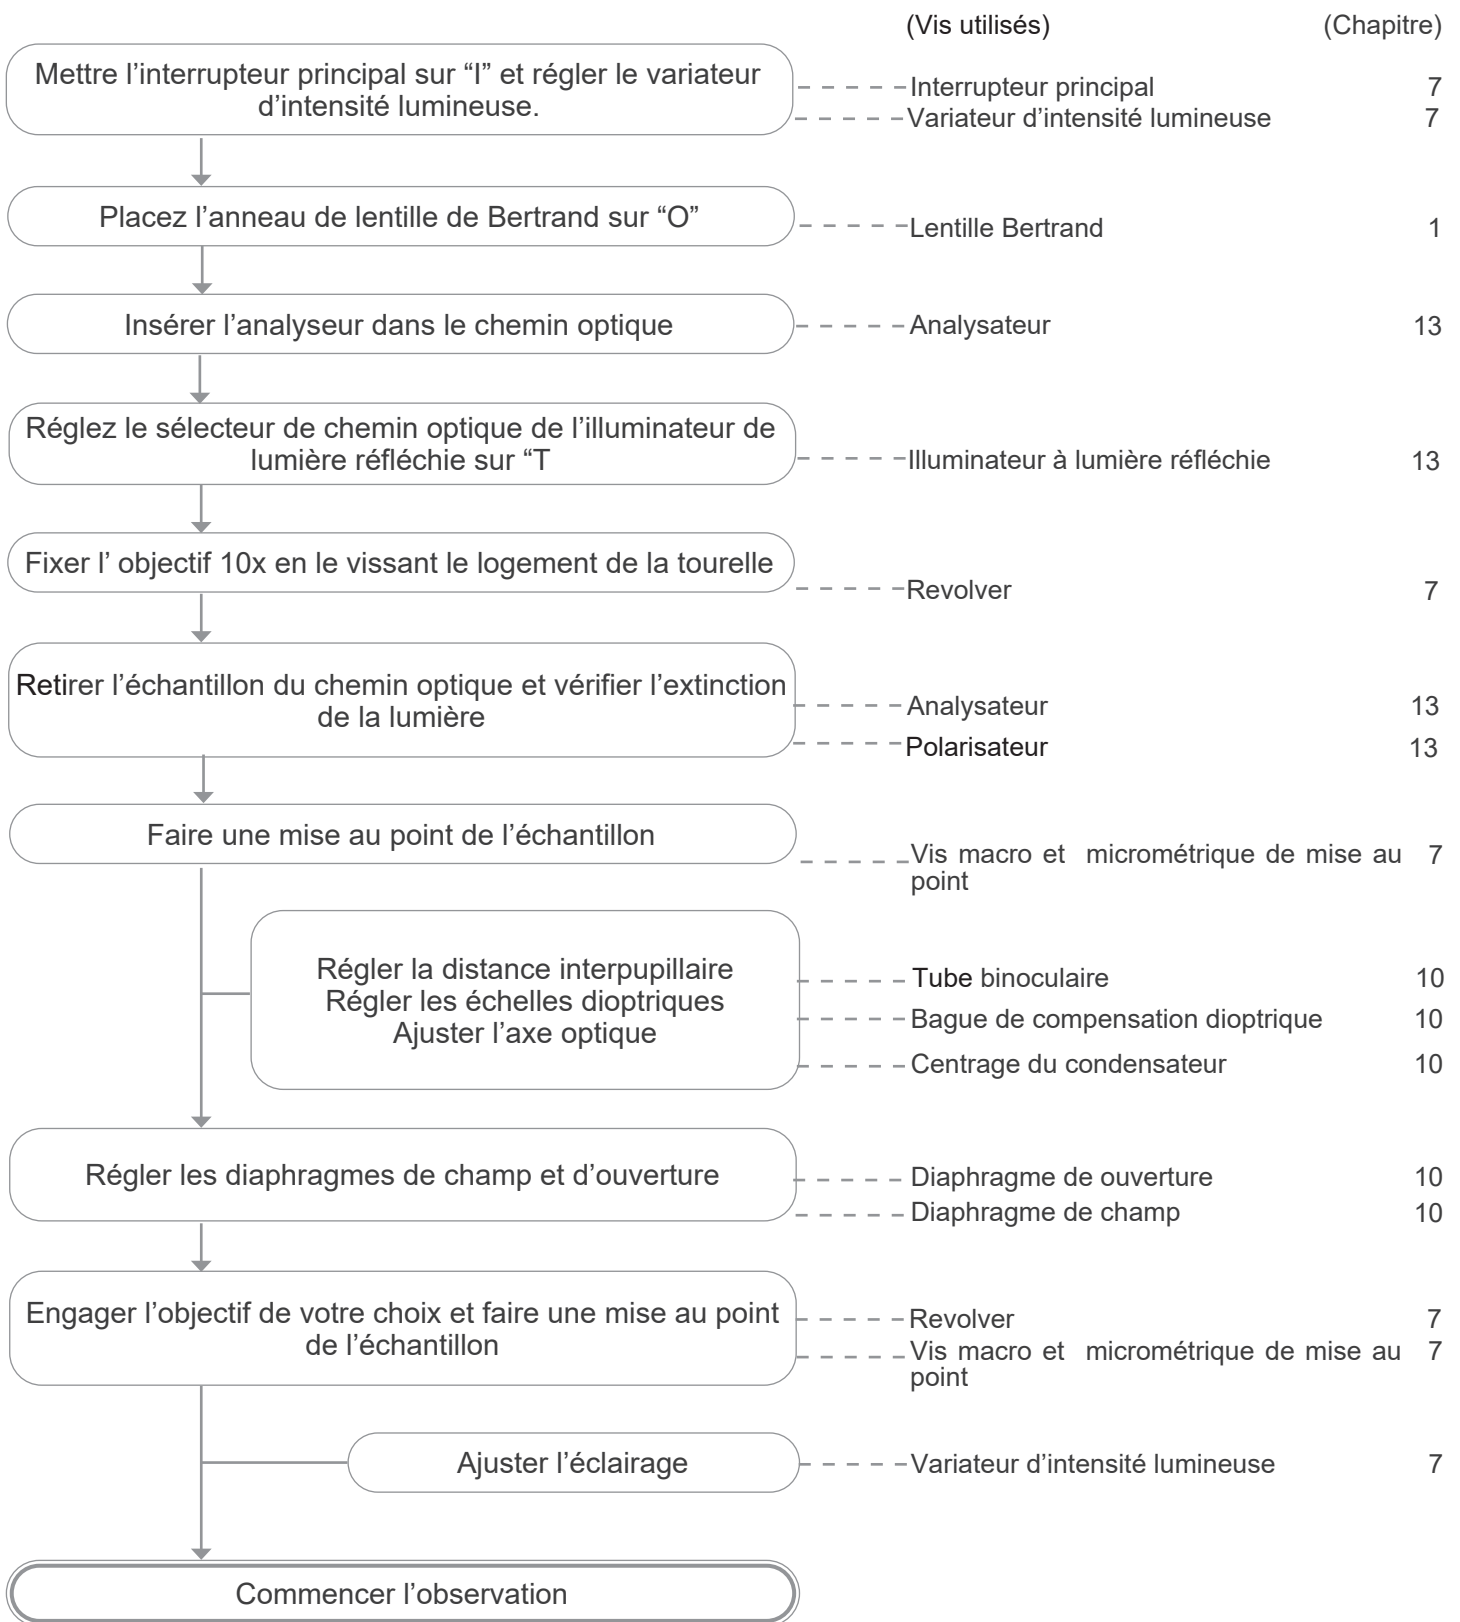 (Vis utilisés) (Chapitre)
Mettre l’interrupteur principal sur “I” et régler le variateur
d’intensité lumineuse.
Interrupteur principal 7
Variateur d’intensité lumineuse 7
Placez l’anneau de lentille de Bertrand sur “O”
Lentille Bertrand 1
Insérer l’analyseur dans le chemin optique
Analysateur 13
Réglez le sélecteur de chemin optique de l’illuminateur de
lumière réfléchie sur “T
Illuminateur à lumière réfléchie 13
Fixer l’ objectif 10x en le vissant le logement de la tourelle
Revolver 7
Retirer l’échantillon du chemin optique et vérifier l’extinction
de la lumière
Analysateur 13
Polarisateur 13
Faire une mise au point de l’échantillon
Vis macro et micrométrique de mise au 7
point
Régler la distance interpupillaire
Régler les échelles dioptriques
Ajuster l’axe optique
Tube binoculaire 10
Bague de compensation dioptrique 10
Centrage du condensateur 10
Régler les diaphragmes de champ et d’ouverture
Diaphragme de ouverture 10
Diaphragme de champ 10
Engager l’objectif de votre choix et faire une mise au point
de l’échantillon
Revolver 7
Vis macro et micrométrique de mise au 7
point
Ajuster l’éclairage
Variateur d’intensité lumineuse 7
Commencer l’observation